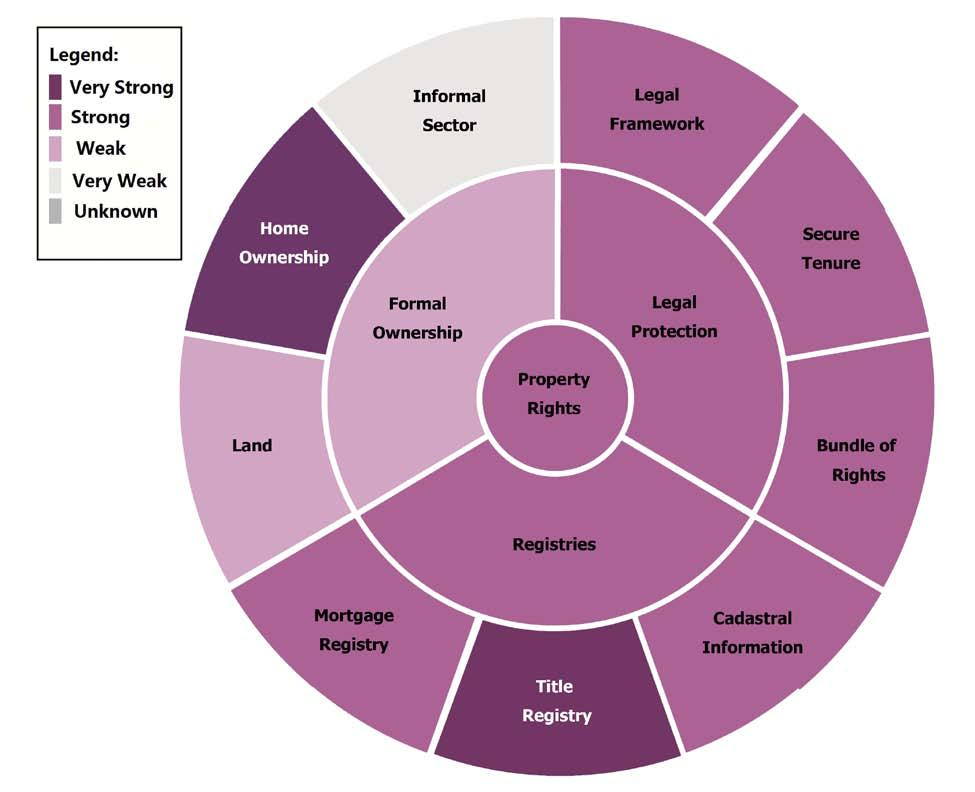 Legend:
Very Strong
Strong
Weak
Very Weak
Unknown
Informal
Sector
Legal
Framework
Home
Ownership
Secure
Tenure
Formal
Ownership
Legal
Protection
Property
Rights
Land
Bundle of
Rights
Registries
Mortgage
Registry
Cadastral
Information
Title
Registry